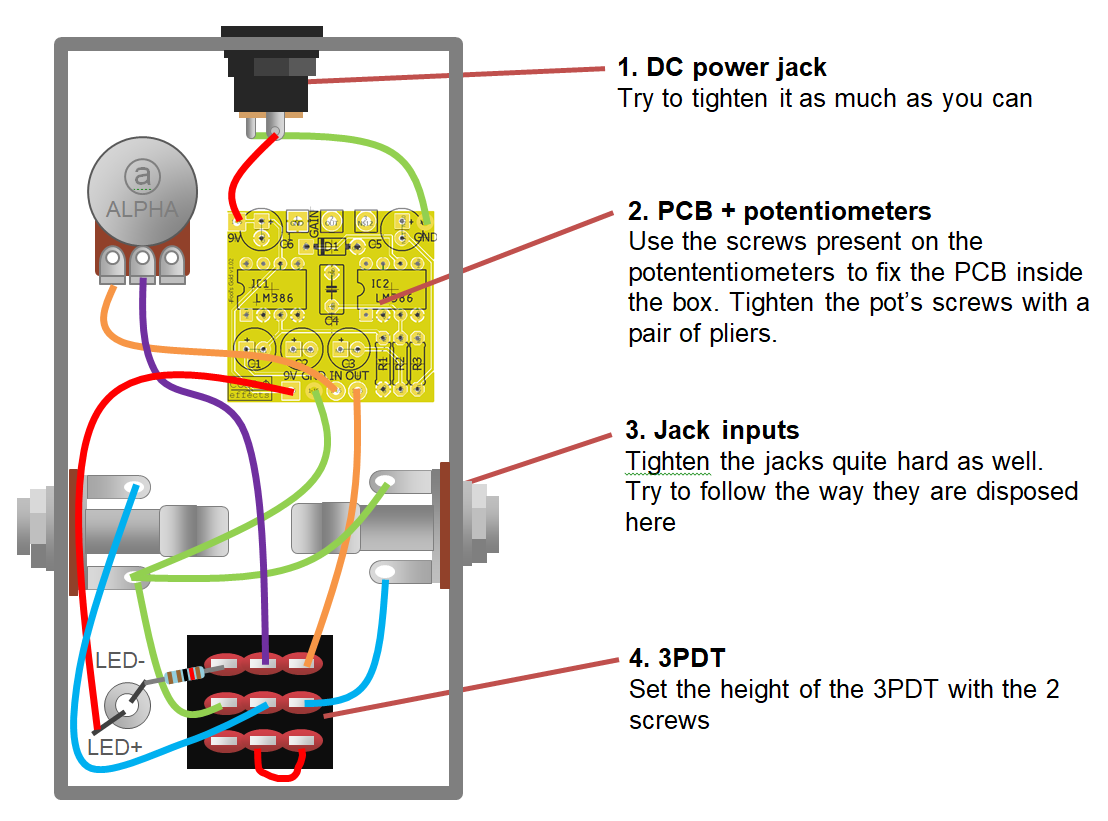 1. DC power jack
Try to tighten it as much as you can
a
ALPHA
2. PCB + potentiometers
Use the screws present on the
potententiometers to fix the PCB inside
the box. Tighten the pot's screws with a
pair of pliers.
9V
C6
GAIN
D1
C5
GND
IC1
LM386
C4
IC2
LM386
C1
C2
C3
R1
R2
R3
9V GND IN OUT
effects
3. Jack inputs
Tighten the jacks quite hard as well.
Try to follow the way they are disposed
here
LED-
LED+
4. 3PDT
Set the height of the 3PDT with the 2
screws